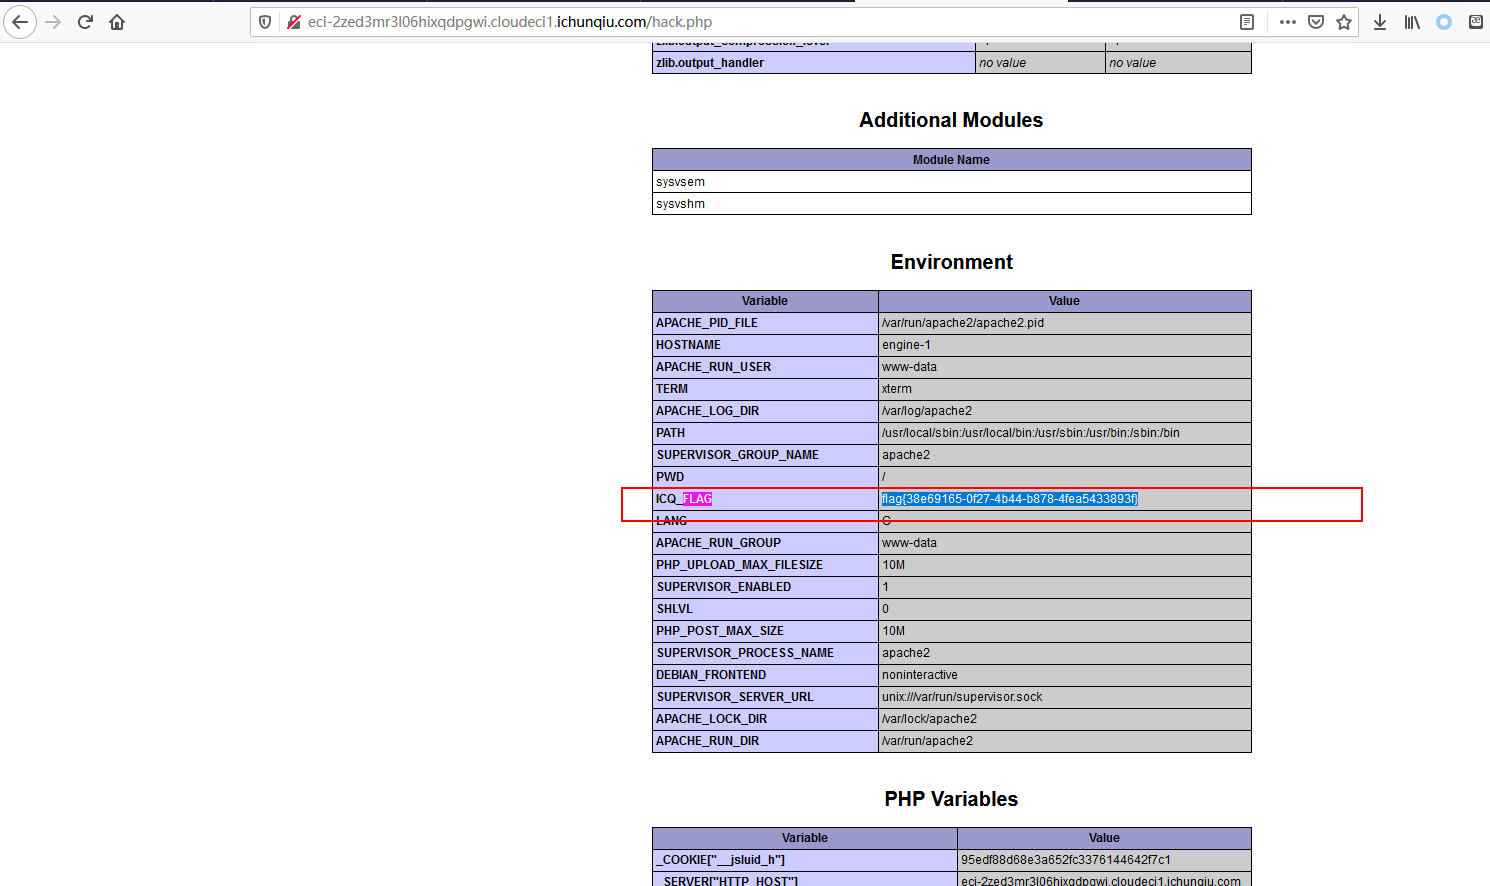 eci-2zed3mr3l06hixqdpgwi.cloudeci1.ichunqiu.com/hack.php
zlib.output_compression_level -1 -1
zlib.output_handler no value no value
Additional Modules
Module Name
sysvsem
sysvshm
Environment
Variable Value
APACHE_PID_FILE /var/run/apache2/apache2.pid
HOSTNAME engine-1
APACHE_RUN_USER www-data
TERM xterm
APACHE_LOG_DIR /var/log/apache2
PATH /usr/local/sbin:/usr/local/bin:/usr/sbin:/usr/bin:/sbin:/bin
SUPERVISOR_GROUP_NAME apache2
PWD /
ICQ_FLAG flag{38e69165-0f27-4b44-b878-4fea5433893f}
LANG C
APACHE_RUN_GROUP www-data
PHP_UPLOAD_MAX_FILESIZE 10M
SUPERVISOR_ENABLED 1
SHLVL 0
PHP_POST_MAX_SIZE 10M
SUPERVISOR_PROCESS_NAME apache2
DEBIAN_FRONTEND noninteractive
SUPERVISOR_SERVER_URL unix:///var/run/supervisor.sock
APACHE_LOCK_DIR /var/lock/apache2
APACHE_RUN_DIR /var/run/apache2
PHP Variables
Variable Value
_COOKIE["__jsluid_h"] 95edf88d68e3a652fc3376144642f7c1
_SERVER["HTTP_HOST"] eci-2zed3mr3l06hixqdpgwi.cloudeci1.ichunqiu.com